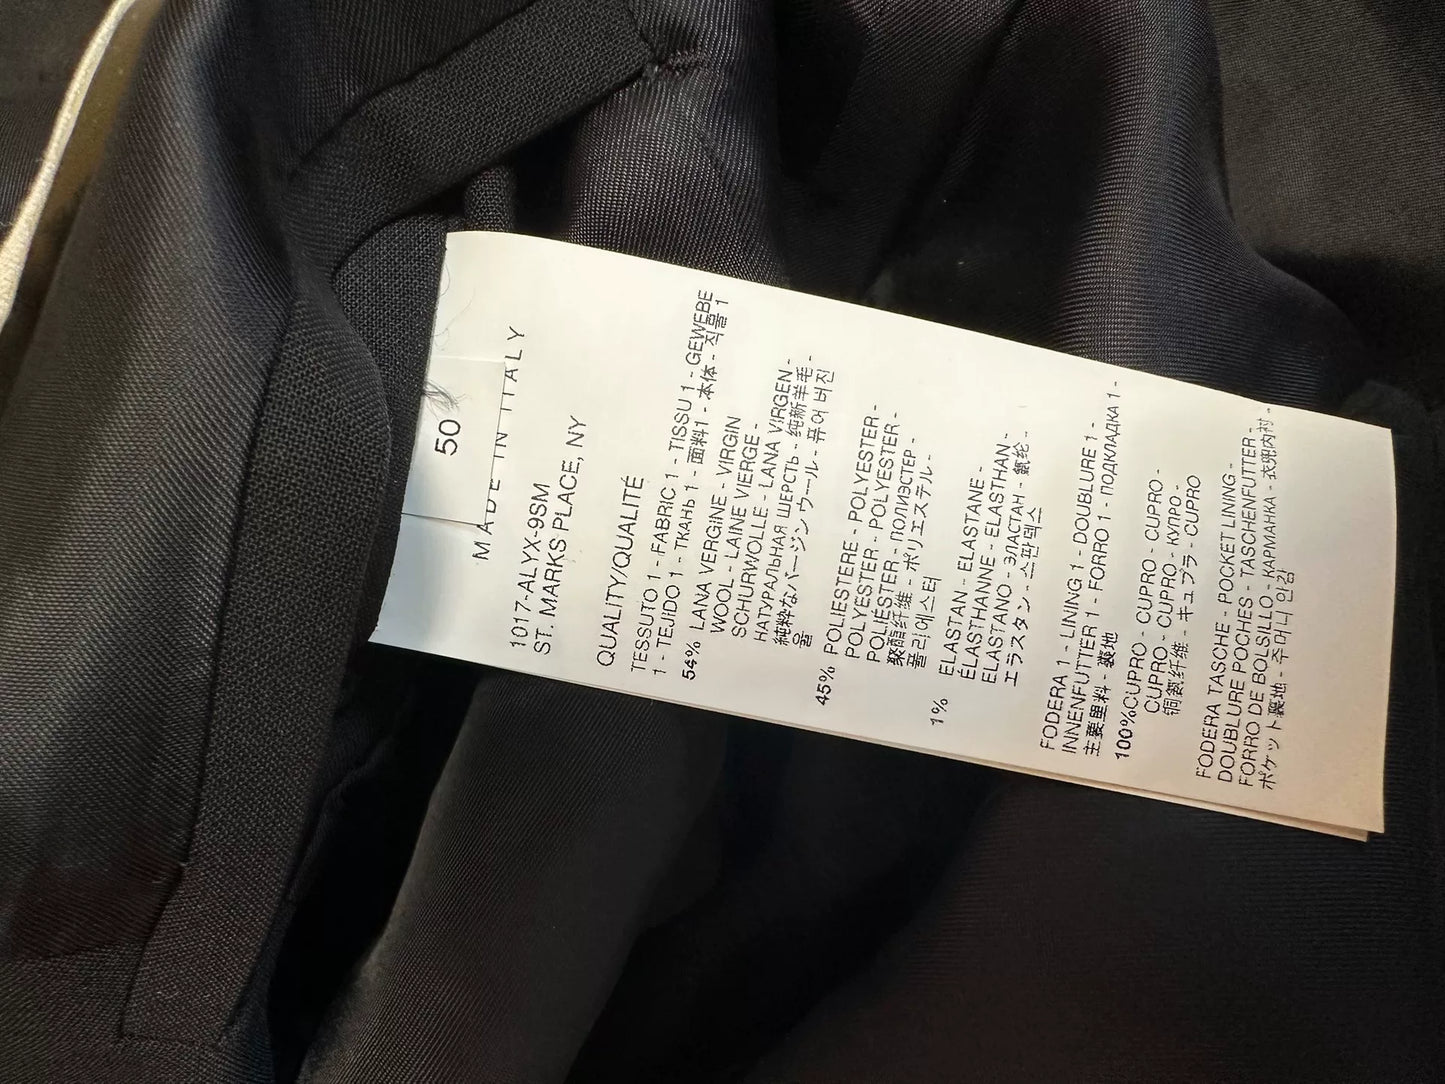 50
MADE IN ITALY
1017-ALYX-9SM
ST. MARKS PLACE, NY
QUALITY/QUALITÉ
TESSUTO 1 - FABRIC 1 - TISSU 1 - GEWEBE
1 - TEJIDO 1 - ТКАНЬ 1 - 面料1 - 本体 - 직물 1
54% LANA VERGINE - VIRGIN
WOOL - LAINE VIERGE -
SCHURWOLLE - LANA VIRGEN -
НАТУРАЛЬНАЯ ШЕРСТЬ - 纯新羊毛 -
純粋なバージンウール - 퓨어 버진
울
45% POLIESTERE - POLYESTER -
POLYESTER - POLYESTER -
POLIÉSTER - ПОЛИЭСТЕР -
聚酯纤维 - ポリエステル -
폴리에스터
1% ELASTAN - ELASTANE -
ÉLASTHANNE - ELASTHAN -
ELASTANO - ЭЛАСТАН - 氨纶 -
エラスタン - 스판덱스
FODERA 1 - LINING 1 - DOUBLURE 1 -
INNENFUTTER 1 - FORRO 1 - ПОДКЛАДКА 1 -
主要里料 - 裏地
100%CUPRO - CUPRO - CUPRO -
CUPRO - CUPRO - КУПРО -
铜氨纤维 - キュプラ - CUPRO
FODERA TASCHE - POCKET LINING -
DOUBLURE POCHES - TASCHENFUTTER -
FORRO DE BOLSILLO - КАРМАНКА - 衣兜内衬 -
ポケット裏地 - 주머니 안감